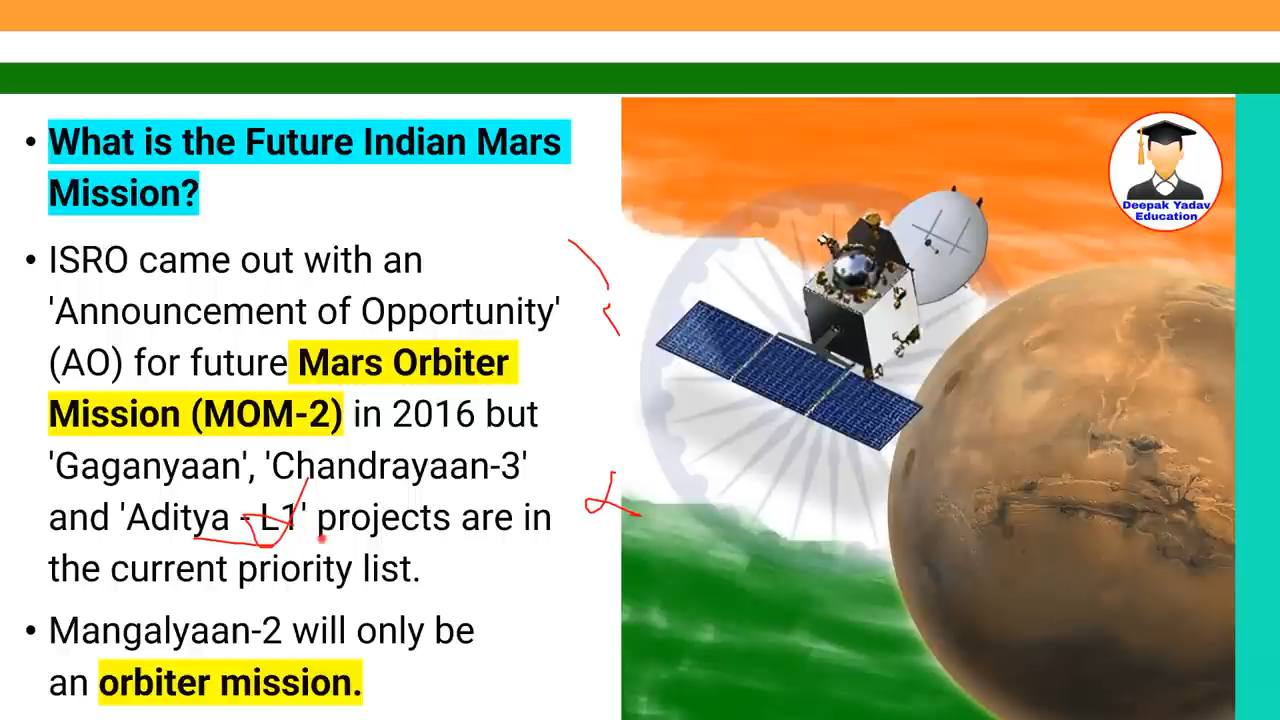 • What is the Future Indian Mars
Mission?
• ISRO came out with an
'Announcement of Opportunity'
(AO) for future Mars Orbiter
Mission (MOM-2) in 2016 but
'Gaganyaan', 'Chandrayaan-3'
and 'Aditya - L1' projects are in
the current priority list.
• Mangalyaan-2 will only be
an orbiter mission.
Deepak Yadav
Education